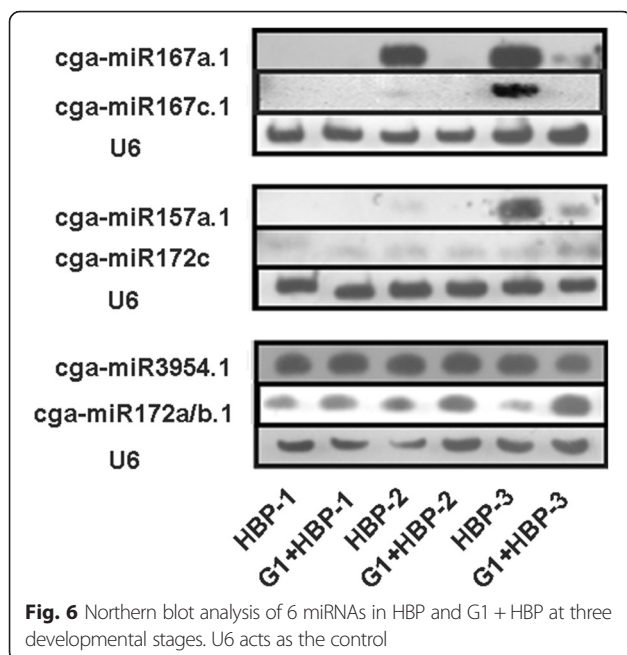 cga-miR167a.1
cga-miR167c.1
U6
cga-miR157a.1
cga-miR172c
U6
cga-miR3954.1
cga-miR172a/b.1
U6
HBP-1
G1+HBP-1
HBP-2
G1+HBP-2
HBP-3
G1+HBP-3
Fig. 6 Northern blot analysis of 6 miRNAs in HBP and G1 + HBP at three
developmental stages. U6 acts as the control